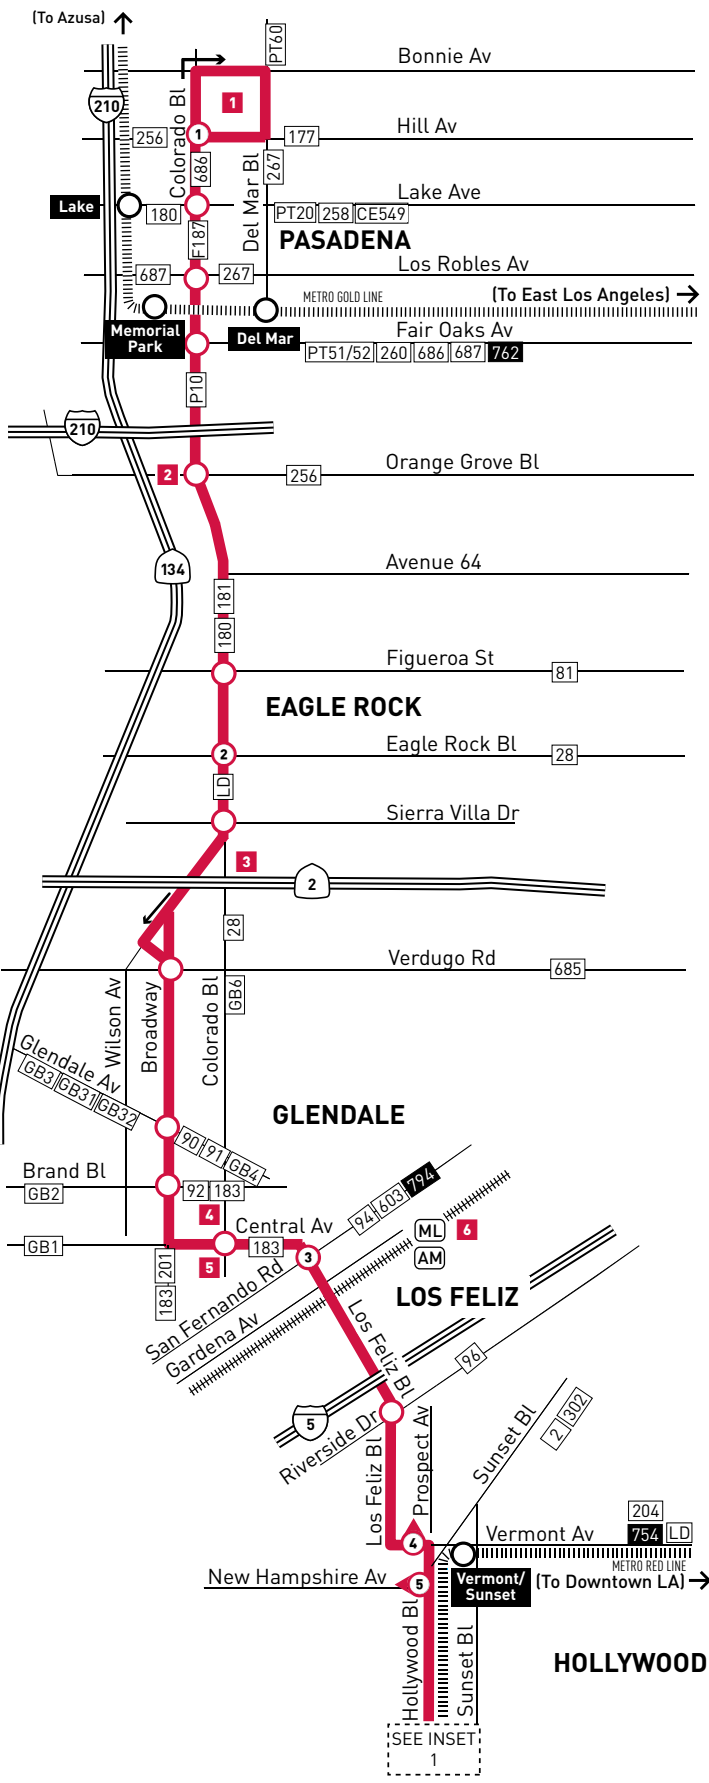 (To Azusa)
PT60
Bonnie Av
210
Colorado Bl
1
1
256
177
Hill Av
686
Del Mar Bl
267
Lake
180
Lake Ave
PT20 258 CE549
F187
PASADENA
687
267
Los Robles Av
METRO GOLD LINE
(To East Los Angeles)
Memorial
Park
Del Mar
Fair Oaks Av
PT51/52 260 686 687 762
P10
210
2
256
Orange Grove Bl
134
Avenue 64
181
180
Figueroa St
81
EAGLE ROCK
2
Eagle Rock Bl
28
LD
Sierra Villa Dr
3
2
28
Verdugo Rd
685
Wilson Av
Broadway
Colorado Bl
GB6
Glendale Av
GB3 GB31 GB32
GLENDALE
90 91 GB4
Brand Bl
GB2
92 183
4
94 603 794
Central Av
GB1
183
5
3
ML
6
AM
183 201
San Fernando Rd
Gardena Av
LOS FELIZ
Los Feliz Bl
96
5
Riverside Dr
Los Feliz Bl
Prospect Av
Sunset Bl
2 302
204
4
Vermont Av
754 LD
METRO RED LINE
New Hampshire Av
5
Vermont/
Sunset
(To Downtown LA)
Hollywood Bl
Sunset Bl
HOLLYWOOD
SEE INSET
1